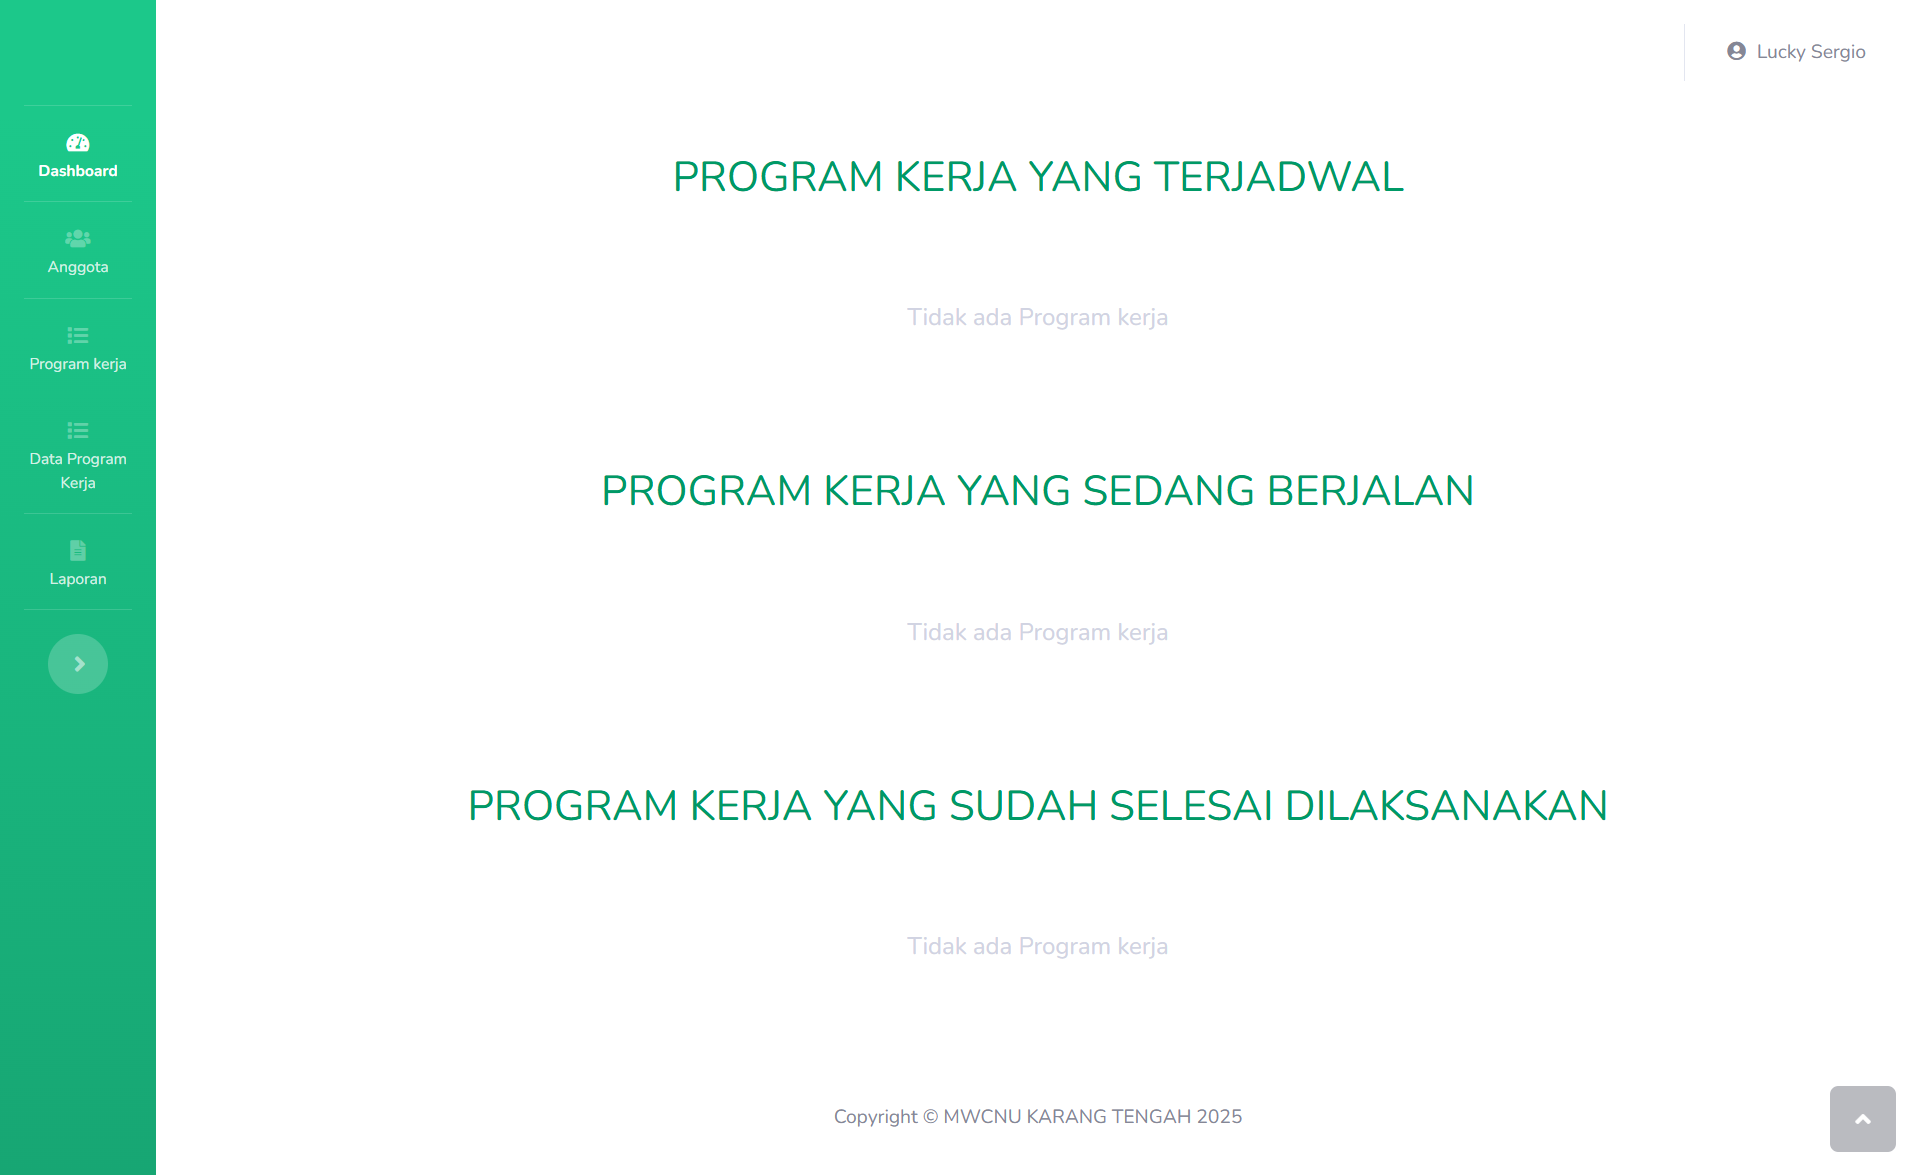 Lucky Sergio
Dashboard
Anggota
Program kerja
Data Program
Kerja
Laporan
PROGRAM KERJA YANG TERJADWAL
Tidak ada Program kerja
PROGRAM KERJA YANG SEDANG BERJALAN
Tidak ada Program kerja
PROGRAM KERJA YANG SUDAH SELESAI DILAKSANAKAN
Tidak ada Program kerja
Copyright © MWCNU KARANG TENGAH 2025